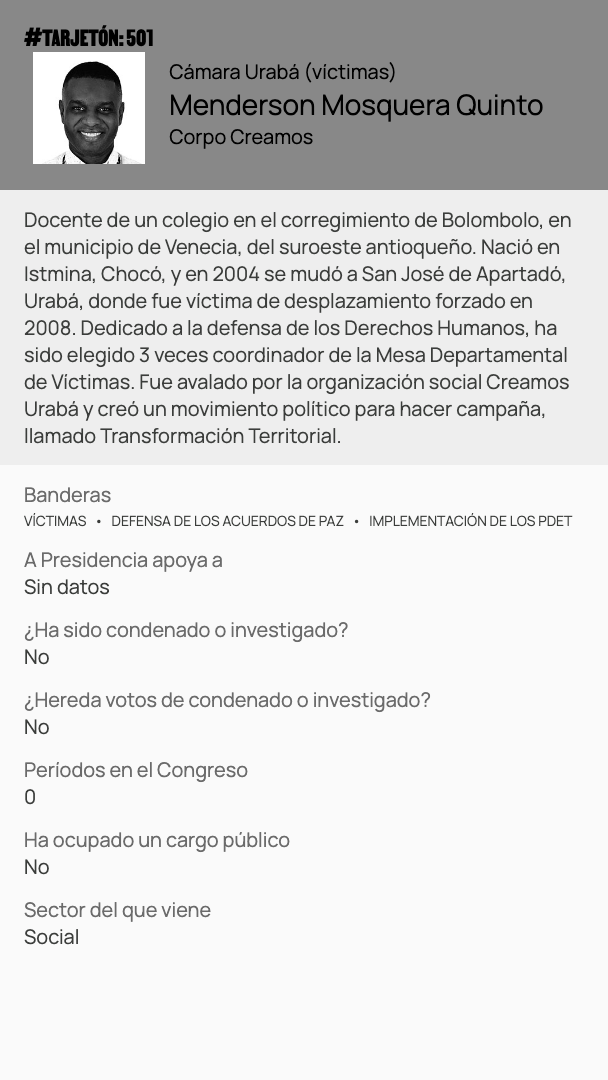 #TARJETÓN: 501
Cámara Urabá (víctimas)
Menderson Mosquera Quinto
Corpo Creamos
Docente de un colegio en el corregimiento de Bolombolo, en
el municipio de Venecia, del suroeste antioqueño. Nació en
Istmina, Chocó, y en 2004 se mudó a San José de Apartadó,
Urabá, donde fue víctima de desplazamiento forzado en
2008. Dedicado a la defensa de los Derechos Humanos, ha
sido elegido 3 veces coordinador de la Mesa Departamental
de Víctimas. Fue avalado por la organización social Creamos
Urabá y creó un movimiento político para hacer campaña,
llamado Transformación Territorial.
Banderas
VÍCTIMAS • DEFENSA DE LOS ACUERDOS DE PAZ • IMPLEMENTACIÓN DE LOS PDET
A Presidencia apoya a
Sin datos
¿Ha sido condenado o investigado?
No
¿Hereda votos de condenado o investigado?
No
Períodos en el Congreso
0
Ha ocupado un cargo público
No
Sector del que viene
Social